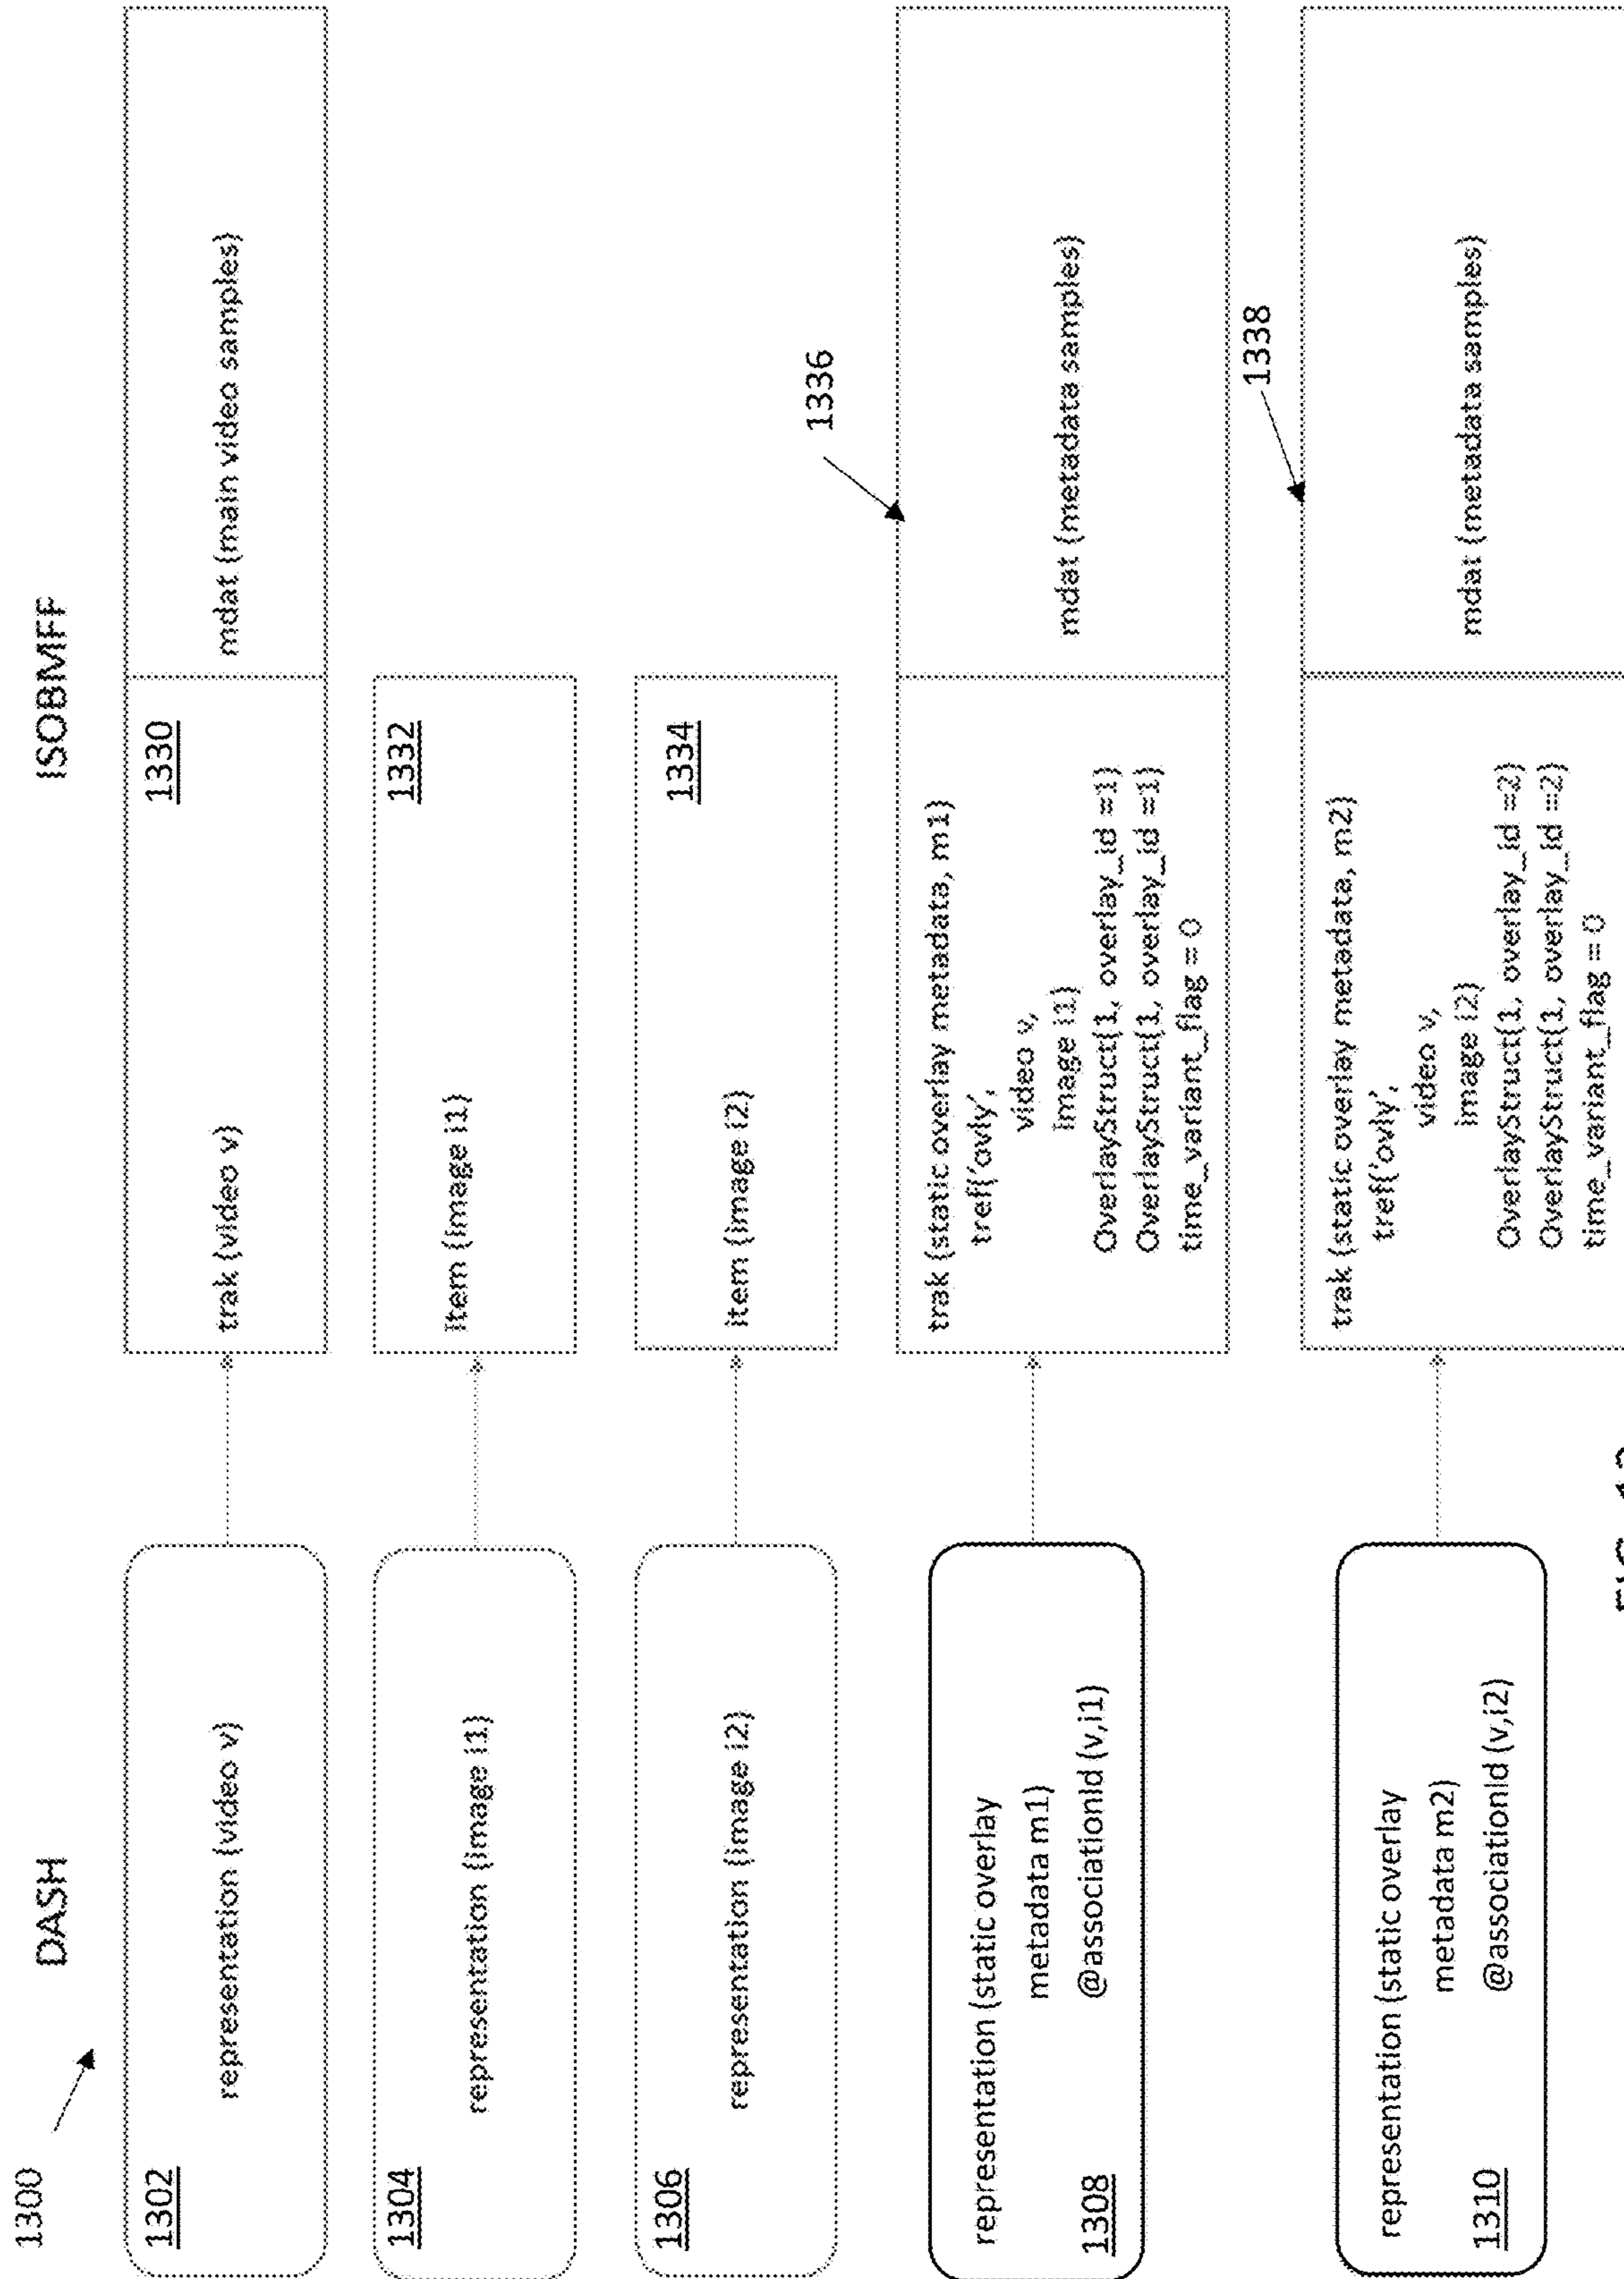 1300
DASH
ISOBMFF
1302
representation (video v)
trak (video v)
1330
mdat (main video samples)
1304
representation (image i1)
item (image i1)
1332
1306
representation (image i2)
item (image i2)
1334
1308
representation (static overlay
metadata m1)
@associationId (v,i1)
trak (static overlay metadata, m1)
tref('ovly',
video v,
image i1)
OverlayStruct(1, overlay_id =1)
OverlayStruct(1, overlay_id =1)
time_variant_flag = 0
mdat (metadata samples)
1336
1310
representation (static overlay
metadata m2)
@associationId (v,i2)
trak (static overlay metadata, m2)
tref('ovly',
video v,
image i2)
OverlayStruct(1, overlay_id =2)
OverlayStruct(1, overlay_id =2)
time_variant_flag = 0
mdat (metadata samples)
1338